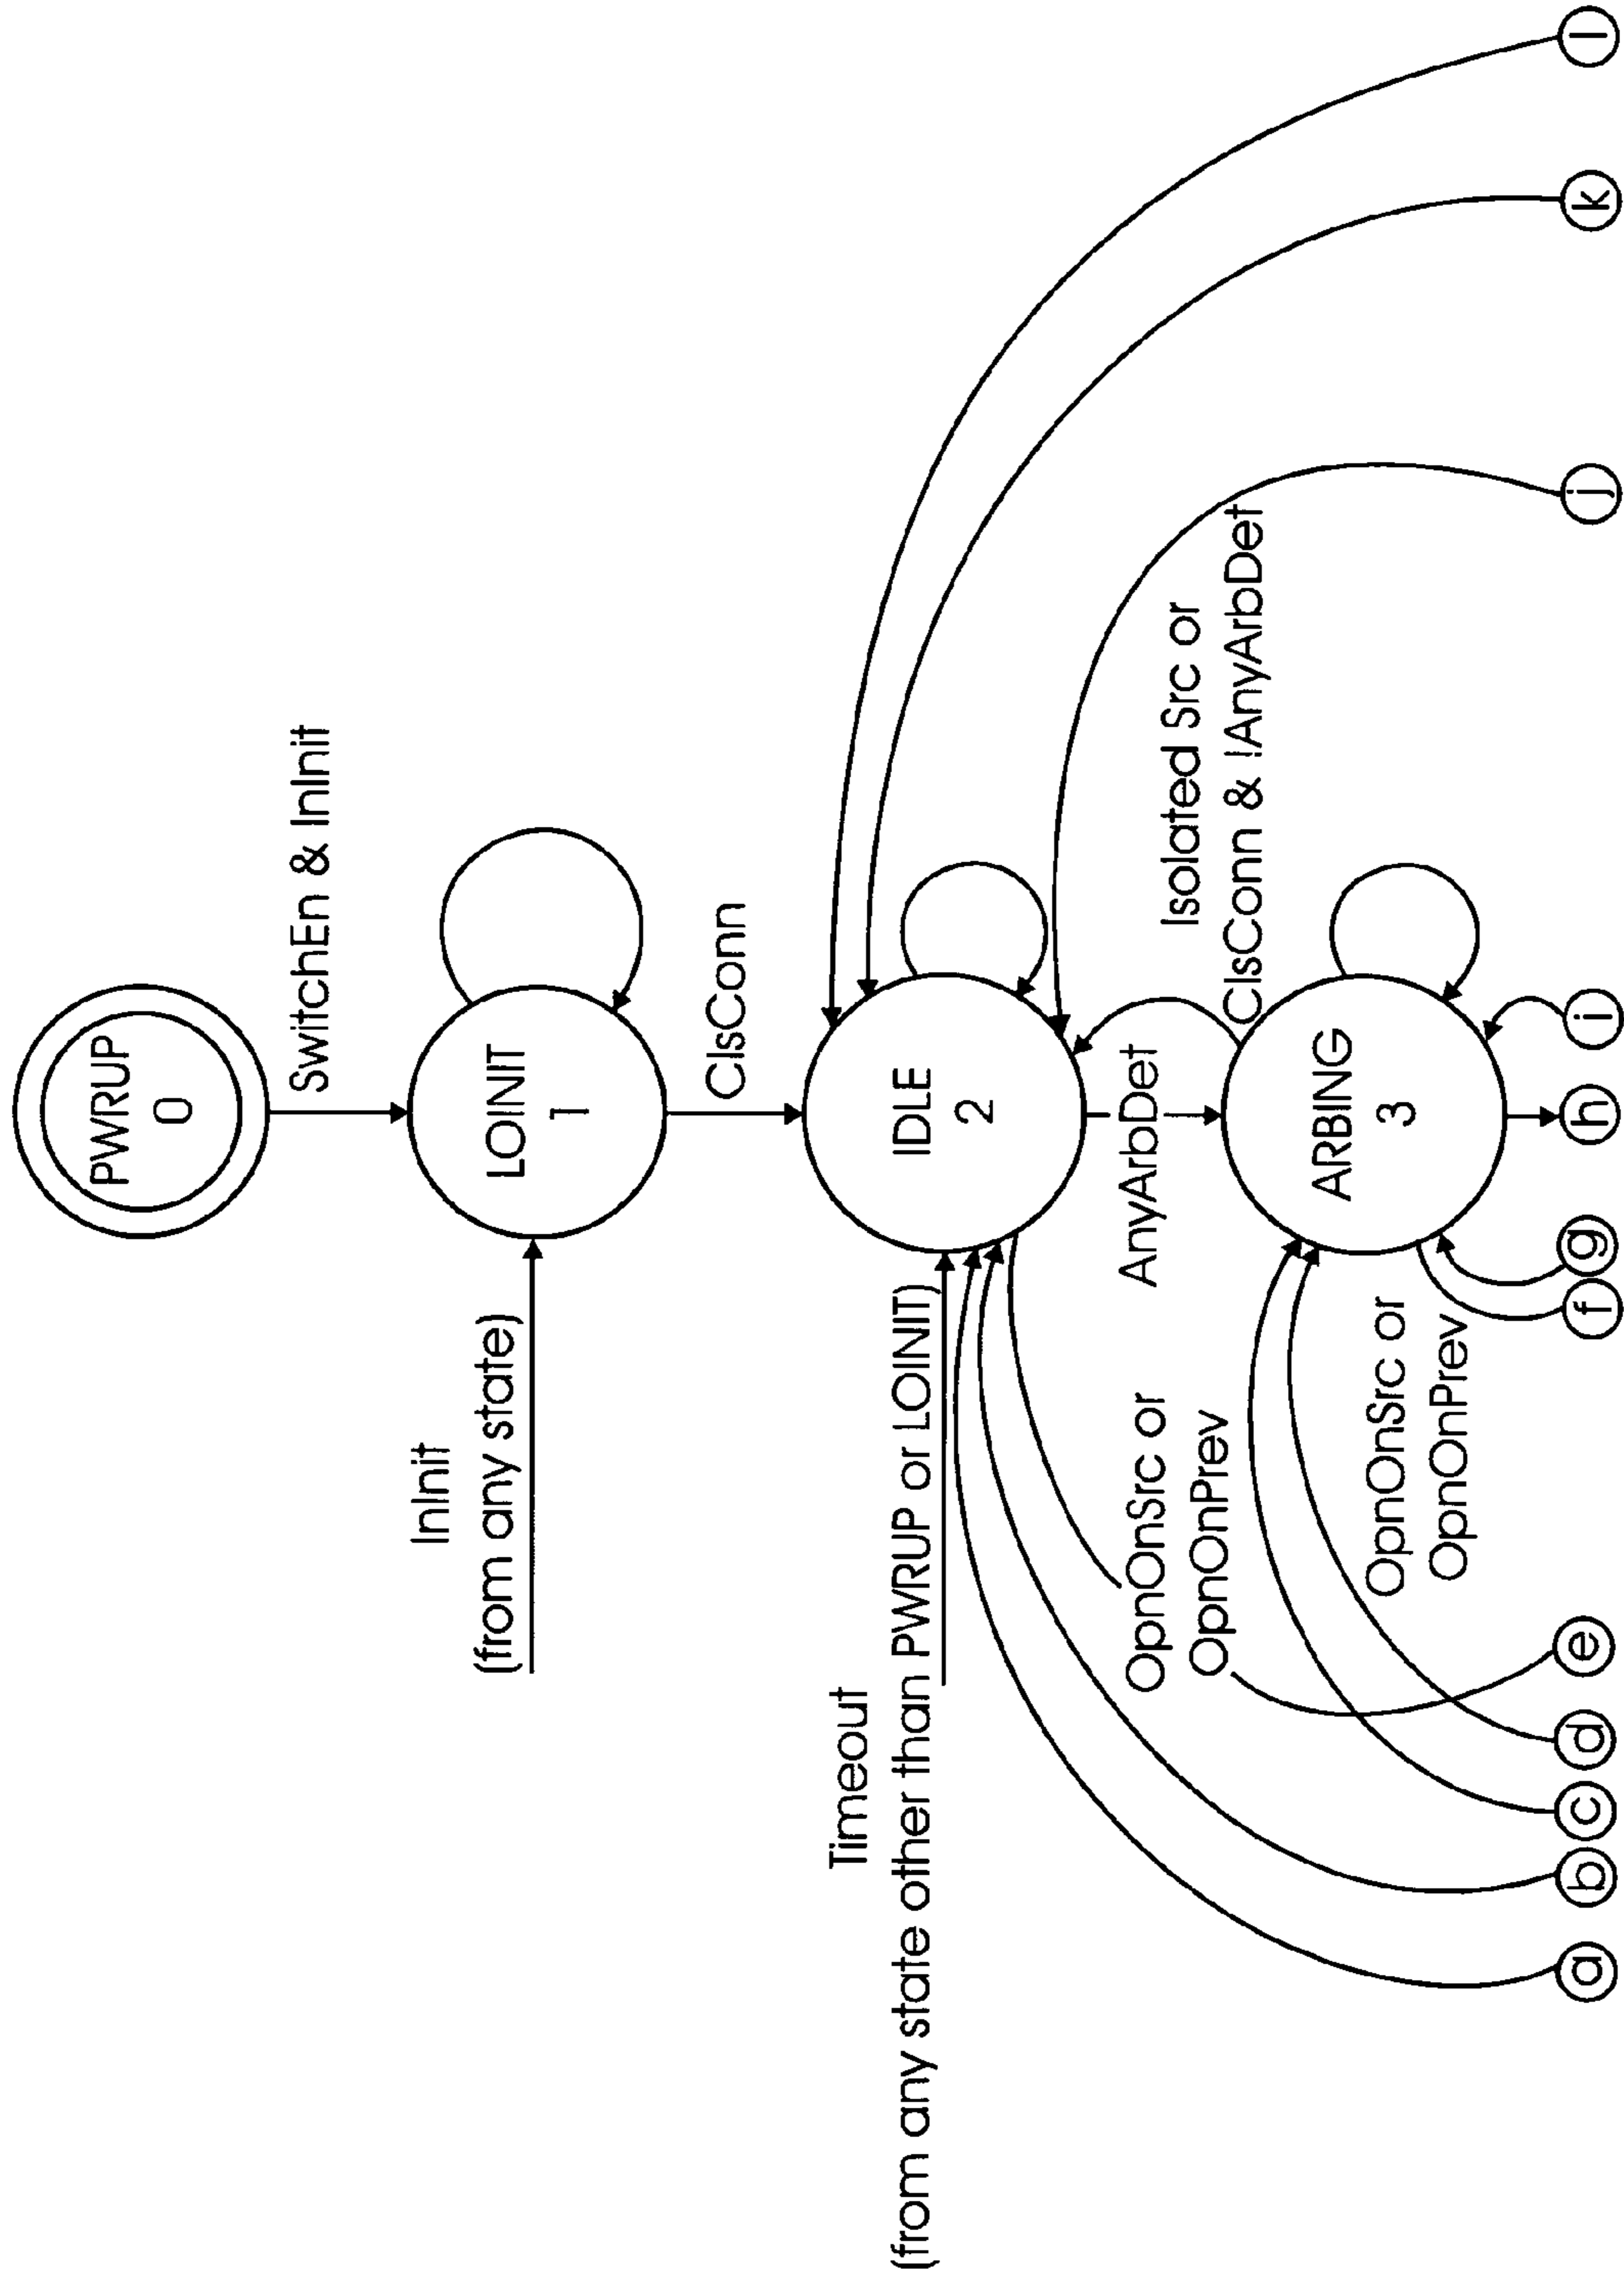 PWRUP
0
SwitchEn & InInit
InInit
(from any state)
LOINIT
1
ClsConn
Timeout
(from any state other than PWRUP or LOINIT)
IDLE
2
OpnOnSrc or
OpnOnPrev
AnyArbDet
Isolated Src or
ClsConn & !AnyArbDet
ARBING
3
OpnOnSrc or
OpnOnPrev
a
b
c
d
e
f
g
h
i
j
k
l